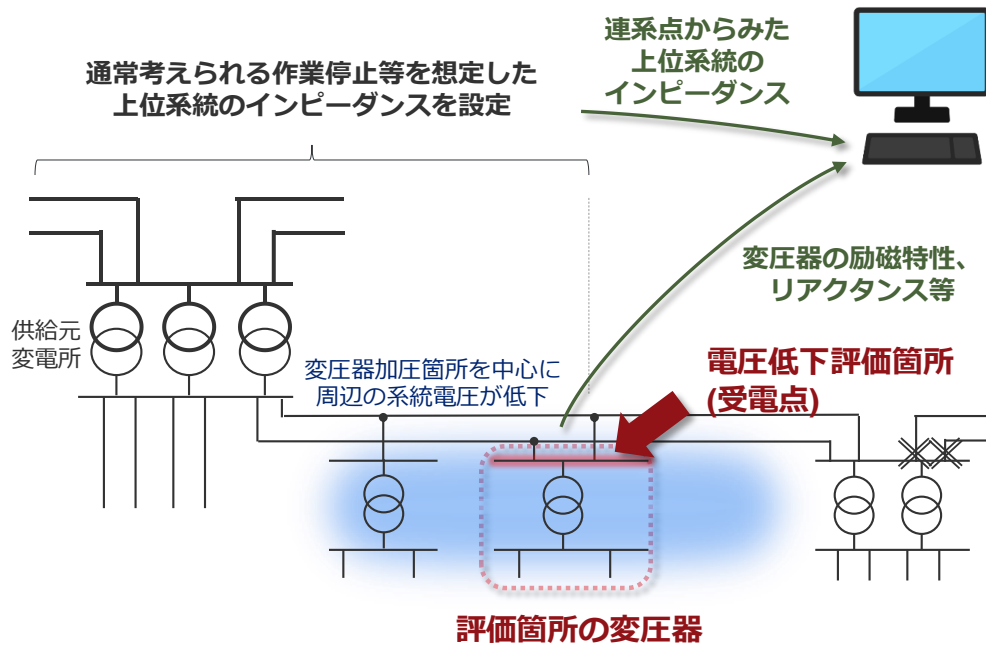 通常考えられる作業停止等を想定した
上位系統のインピーダンスを設定
連系点からみた
上位系統の
インピーダンス
変圧器の励磁特性、
リアクタンス等
供給元
変電所
変圧器加圧箇所を中心に
周辺の系統電圧が低下
電圧低下評価箇所
(受電点)
評価箇所の変圧器